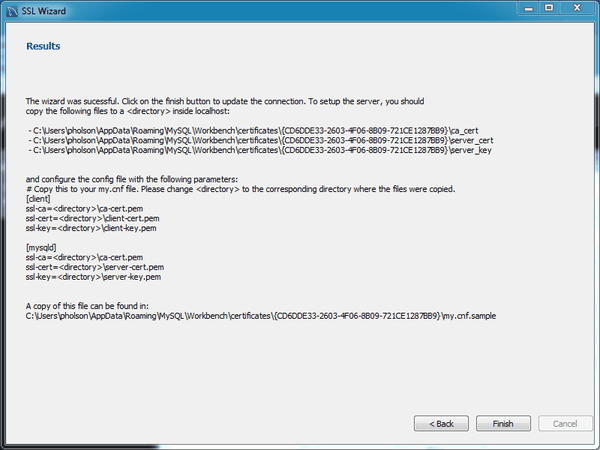 SSL Wizard
Results
The wizard was sucessful. Click on the finish button to update the connection. To setup the server, you should
copy the following files to a <directory> inside localhost:
- C:\Users\pholson\AppData\Roaming\MySQL\Workbench\certificates\{CD6DDE33-2603-4F06-8B09-721CE1287BB9}\ca_cert
- C:\Users\pholson\AppData\Roaming\MySQL\Workbench\certificates\{CD6DDE33-2603-4F06-8B09-721CE1287BB9}\server_cert
- C:\Users\pholson\AppData\Roaming\MySQL\Workbench\certificates\{CD6DDE33-2603-4F06-8B09-721CE1287BB9}\server_key
and configure the config file with the following parameters:
# Copy this to your my.cnf file. Please change <directory> to the corresponding directory where the files were copied.
[client]
ssl-ca=<directory>\ca-cert.pem
ssl-cert=<directory>\client-cert.pem
ssl-key=<directory>\client-key.pem
[mysqld]
ssl-ca=<directory>\ca-cert.pem
ssl-cert=<directory>\server-cert.pem
ssl-key=<directory>\server-key.pem
A copy of this file can be found in:
C:\Users\pholson\AppData\Roaming\MySQL\Workbench\certificates\{CD6DDE33-2603-4F06-8B09-721CE1287BB9}\my.cnf.sample
< Back Finish Cancel